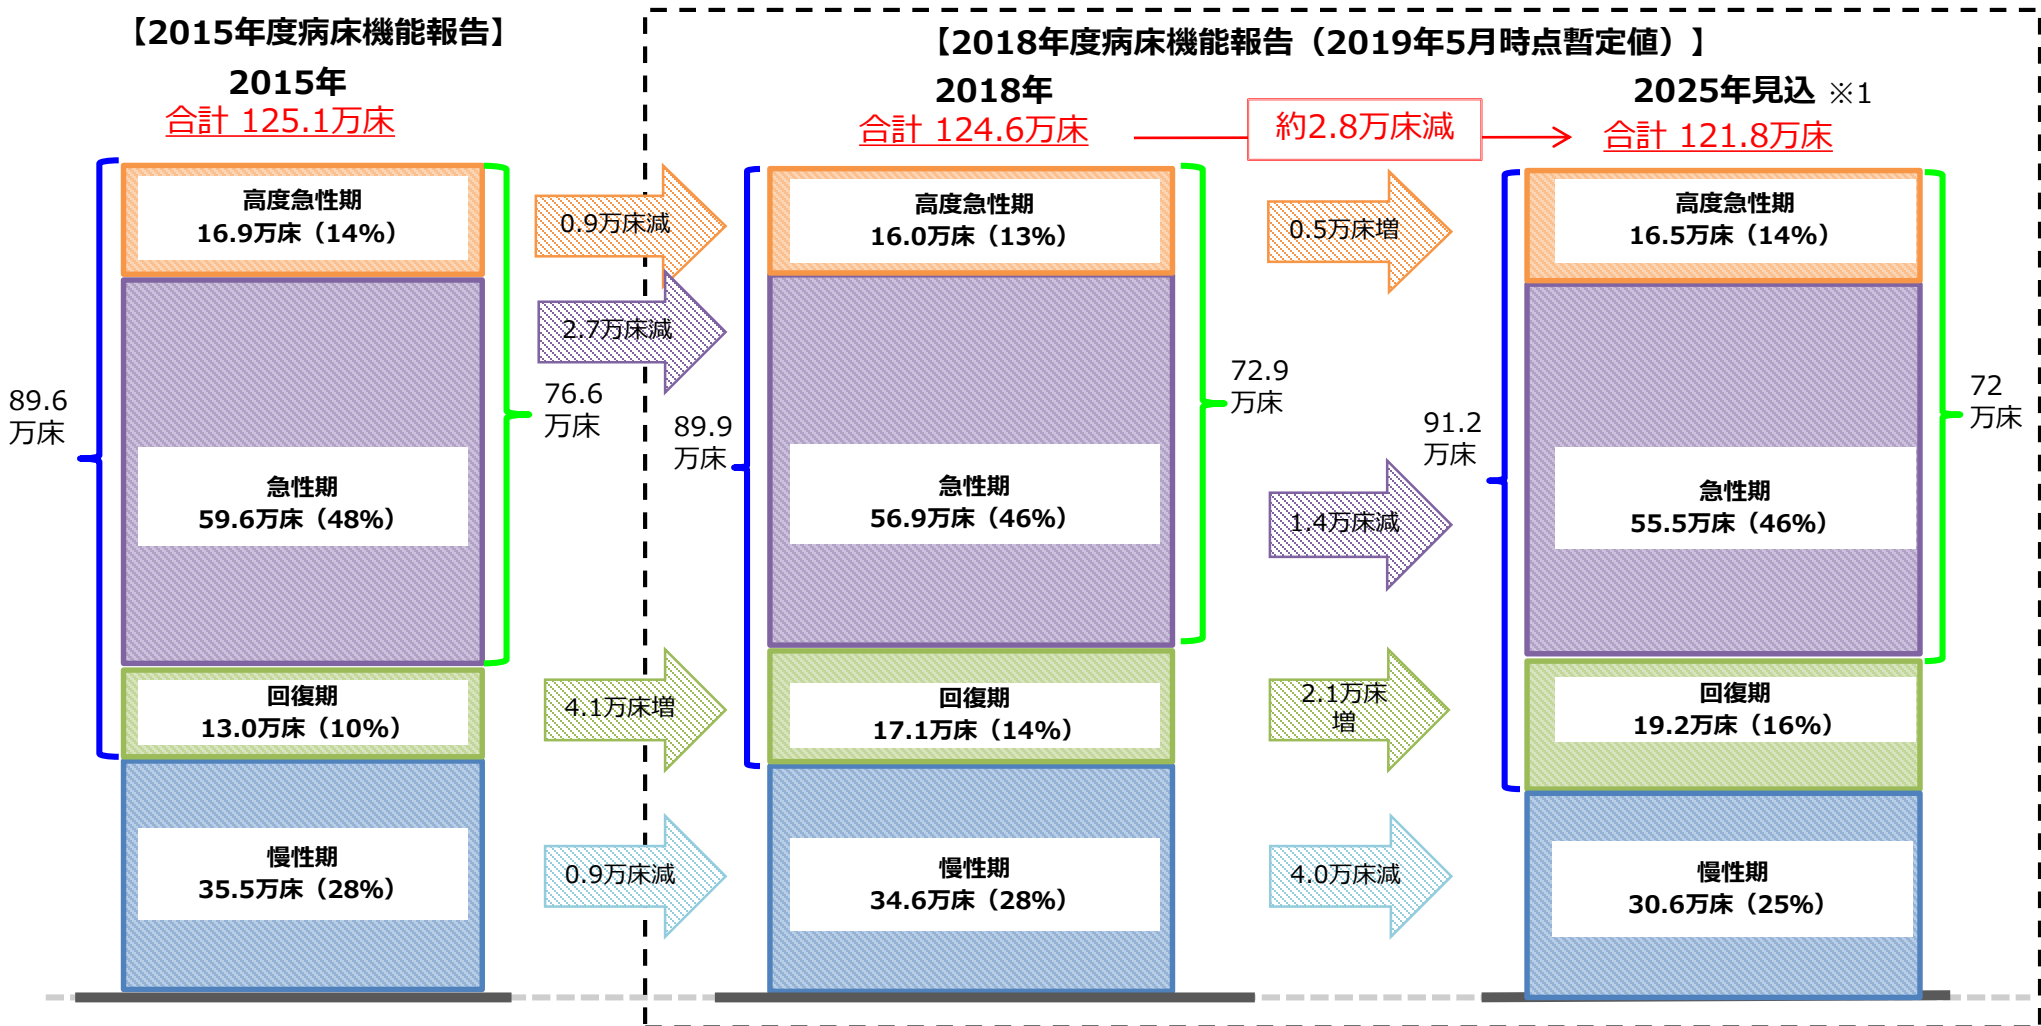 【2015年度病床機能報告】
2015年
合計 125.1万床
【2018年度病床機能報告（2019年5月時点暫定値）】
2018年
合計 124.6万床
約2.8万床減
2025年見込 ※1
合計 121.8万床
高度急性期
16.9万床（14%）
0.9万床減
高度急性期
16.0万床（13%）
0.5万床増
高度急性期
16.5万床（14%）
2.7万床減
89.6
万床
76.6
万床
89.9
万床
72.9
万床
91.2
万床
72
万床
急性期
59.6万床（48%）
急性期
56.9万床（46%）
1.4万床減
急性期
55.5万床（46%）
回復期
13.0万床（10%）
4.1万床増
回復期
17.1万床（14%）
2.1万床
増
回復期
19.2万床（16%）
慢性期
35.5万床（28%）
0.9万床減
慢性期
34.6万床（28%）
4.0万床減
慢性期
30.6万床（25%）